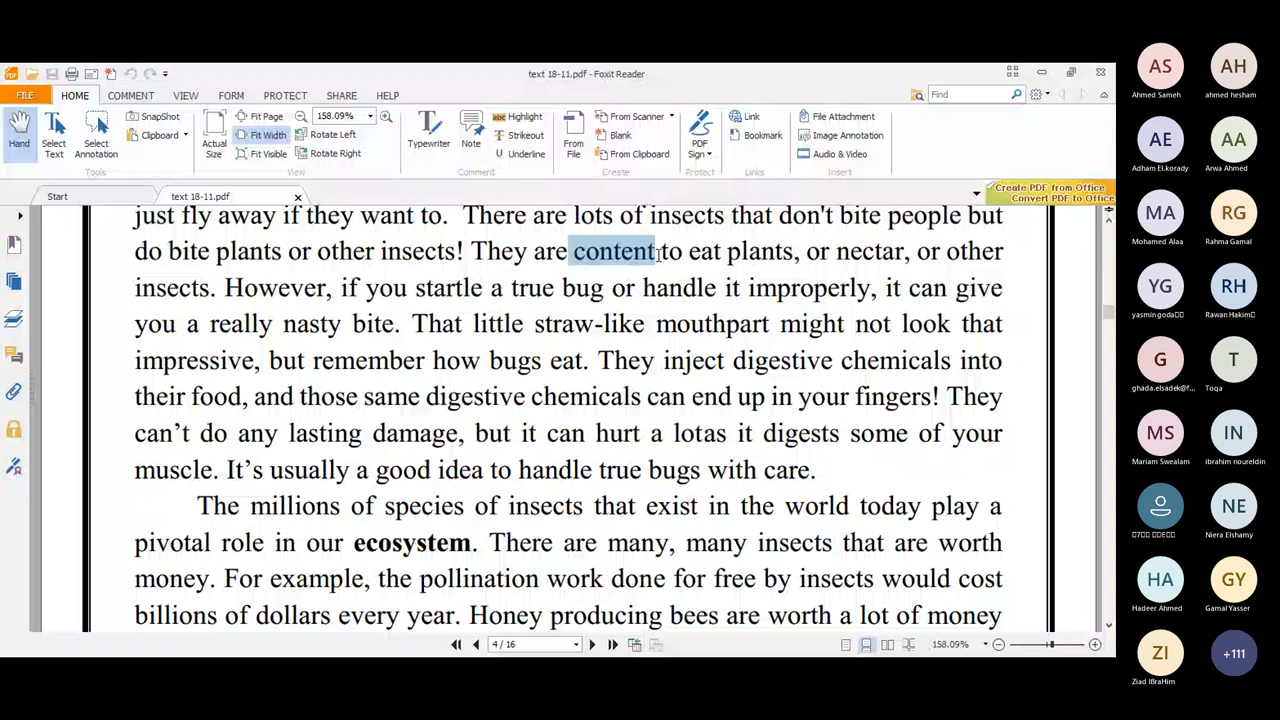 text 18-11.pdf - Foxit Reader
FILE HOME COMMENT VIEW FORM PROTECT SHARE HELP
Find
Hand
Select Text
Select Annotation
SnapShot
Clipboard
Tools
Actual Size
Fit Page
Fit Width
Fit Visible
158.09%
Rotate Left
Rotate Right
View
Typewriter
Note
Highlight
Strikeout
Underline
Comment
From File
From Scanner
Blank
From Clipboard
Create
PDF Sign
Protect
Link
Bookmark
Links
File Attachment
Image Annotation
Audio & Video
Insert
Start
text 18-11.pdf
Create PDF from Office
Convert PDF to Office
just fly away if they want to. There are lots of insects that don't bite people but
do bite plants or other insects! They are content to eat plants, or nectar, or other
insects. However, if you startle a true bug or handle it improperly, it can give
you a really nasty bite. That little straw-like mouthpart might not look that
impressive, but remember how bugs eat. They inject digestive chemicals into
their food, and those same digestive chemicals can end up in your fingers! They
can't do any lasting damage, but it can hurt a lotas it digests some of your
muscle. It's usually a good idea to handle true bugs with care.
The millions of species of insects that exist in the world today play a
pivotal role in our ecosystem. There are many, many insects that are worth
money. For example, the pollination work done for free by insects would cost
billions of dollars every year. Honey producing bees are worth a lot of money
4 / 16
158.09%
AS
Ahmed Sameh
AH
ahmed hesham
AE
Adham El.korady
AA
Arwa Ahmed
MA
Mohamed Alaa
RG
Rahma Gamal
YG
yasmin goda
RH
Rawan Hakim
G
ghada.elsadek@f...
T
Toqa
MS
Mariam Swealam
IN
ibrahim noureldin
NE
Niera Elshamy
HA
Hadeer Ahmed
GY
Gamal Yasser
ZI
Ziad IBraHim
+111